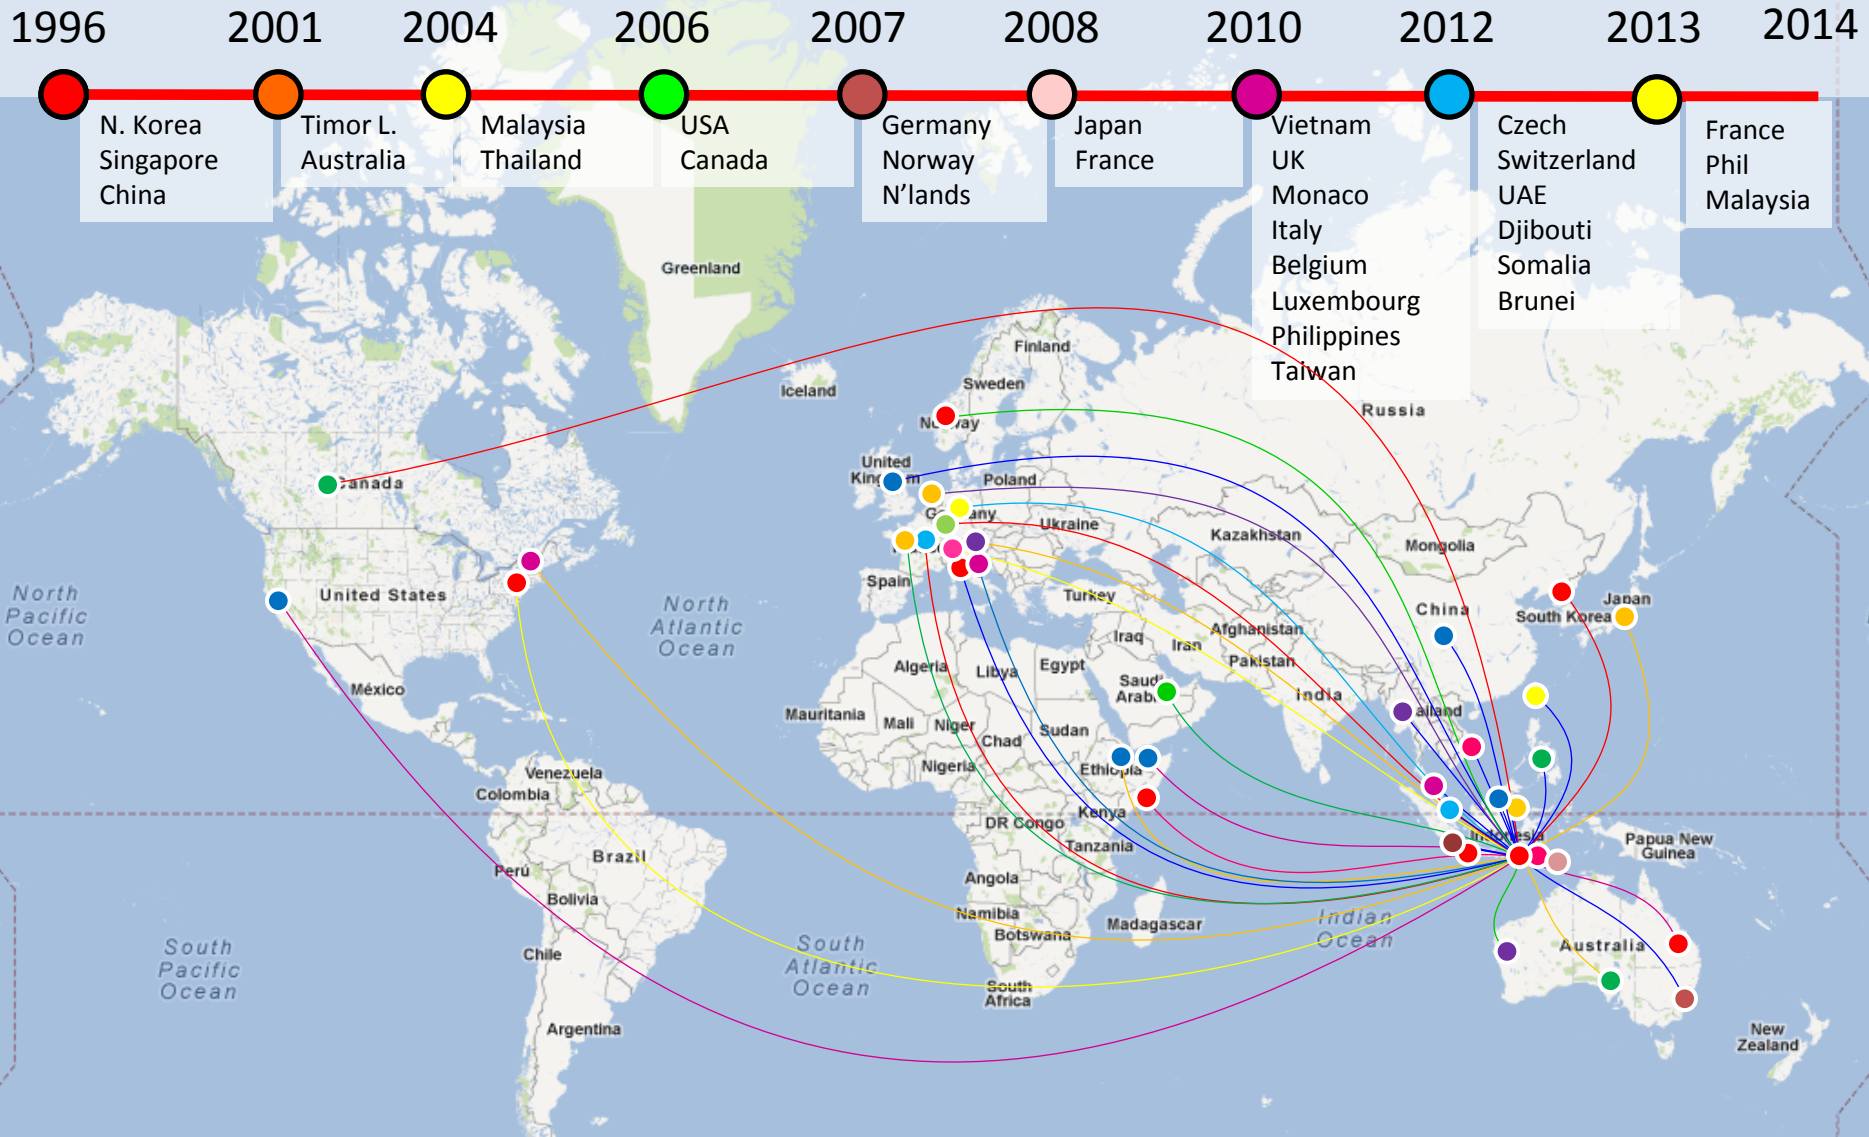 1996
2001
2004
2006
2007
2008
2010
2012
2013
2014
N. Korea
Singapore
China
Timor L.
Australia
Malaysia
Thailand
USA
Canada
Germany
Norway
N'lands
Japan
France
Vietnam
UK
Monaco
Italy
Belgium
Luxembourg
Philippines
Taiwan
Czech
Switzerland
UAE
Djibouti
Somalia
Brunei
France
Phil
Malaysia
Greenland
Iceland
Finland
Sweden
Russia
United
Poland
Ukraine
Kazakhstan
Mongolia
Spain
Turkey
China
Japan
South Korea
United States
North
Pacific
Ocean
North
Atlantic
Ocean
Afghanistan
Iraq
Iran
Pakistan
Algeria
Libya
Egypt
Saudi
India
México
Mauritania
Mali
Niger
Chad
Sudan
Nigeria
Ethiopia
Venezuela
Colombia
Kenya
DR Congo
Tanzania
Indonesia
Papua New
Guinea
Brazil
Perú
Bolivia
Angola
Namibia
Botswana
Madagascar
Indian
Ocean
Australia
Chile
South
Pacific
Ocean
South
Atlantic
Ocean
South
Africa
Argentina
New
Zealand